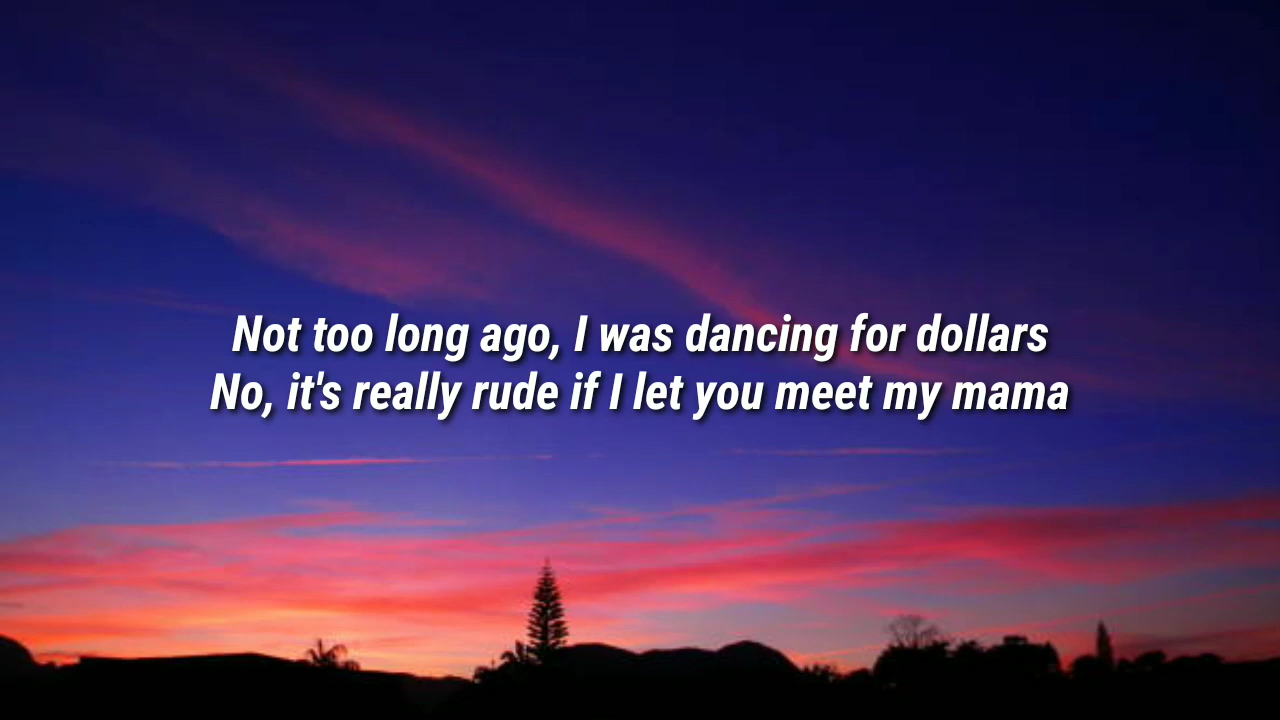 Not too long ago, I was dancing for dollars
No, it's really rude if I let you meet my mama